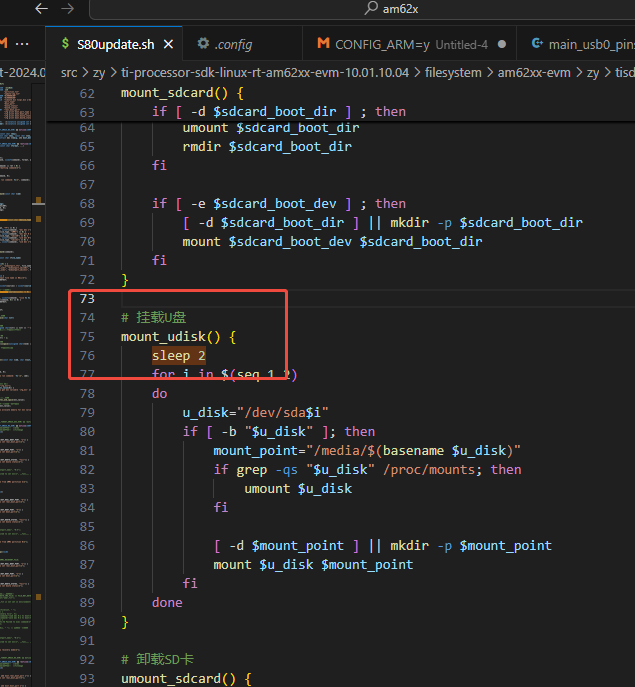 am62x
S80update.sh
.config
CONFIG_ARM=y Untitled-4
main_usb0_pins
t-2024.0
src > zy > ti-processor-sdk-linux-rt-am62xx-evm-10.01.10.04 > filesystem > am62xx-evm > zy > tisd
62 mount_sdcard() {
63 if [ -d $sdcard_boot_dir ] ; then
64 umount $sdcard_boot_dir
65 rmdir $sdcard_boot_dir
66 fi
67
68 if [ -e $sdcard_boot_dev ] ; then
69 [ -d $sdcard_boot_dir ] || mkdir -p $sdcard_boot_dir
70 mount $sdcard_boot_dev $sdcard_boot_dir
71 fi
72 }
73
74 # 挂载U盘
75 mount_udisk() {
76 sleep 2
77 for i in $(seq 1 2)
78 do
79 u_disk="/dev/sda$i"
80 if [ -b "$u_disk" ]; then
81 mount_point="/media/$(basename $u_disk)"
82 if grep -qs "$u_disk" /proc/mounts; then
83 umount $u_disk
84 fi
85
86 [ -d $mount_point ] || mkdir -p $mount_point
87 mount $u_disk $mount_point
88 fi
89 done
90 }
91
92 # 卸载SD卡
93 umount_sdcard() {